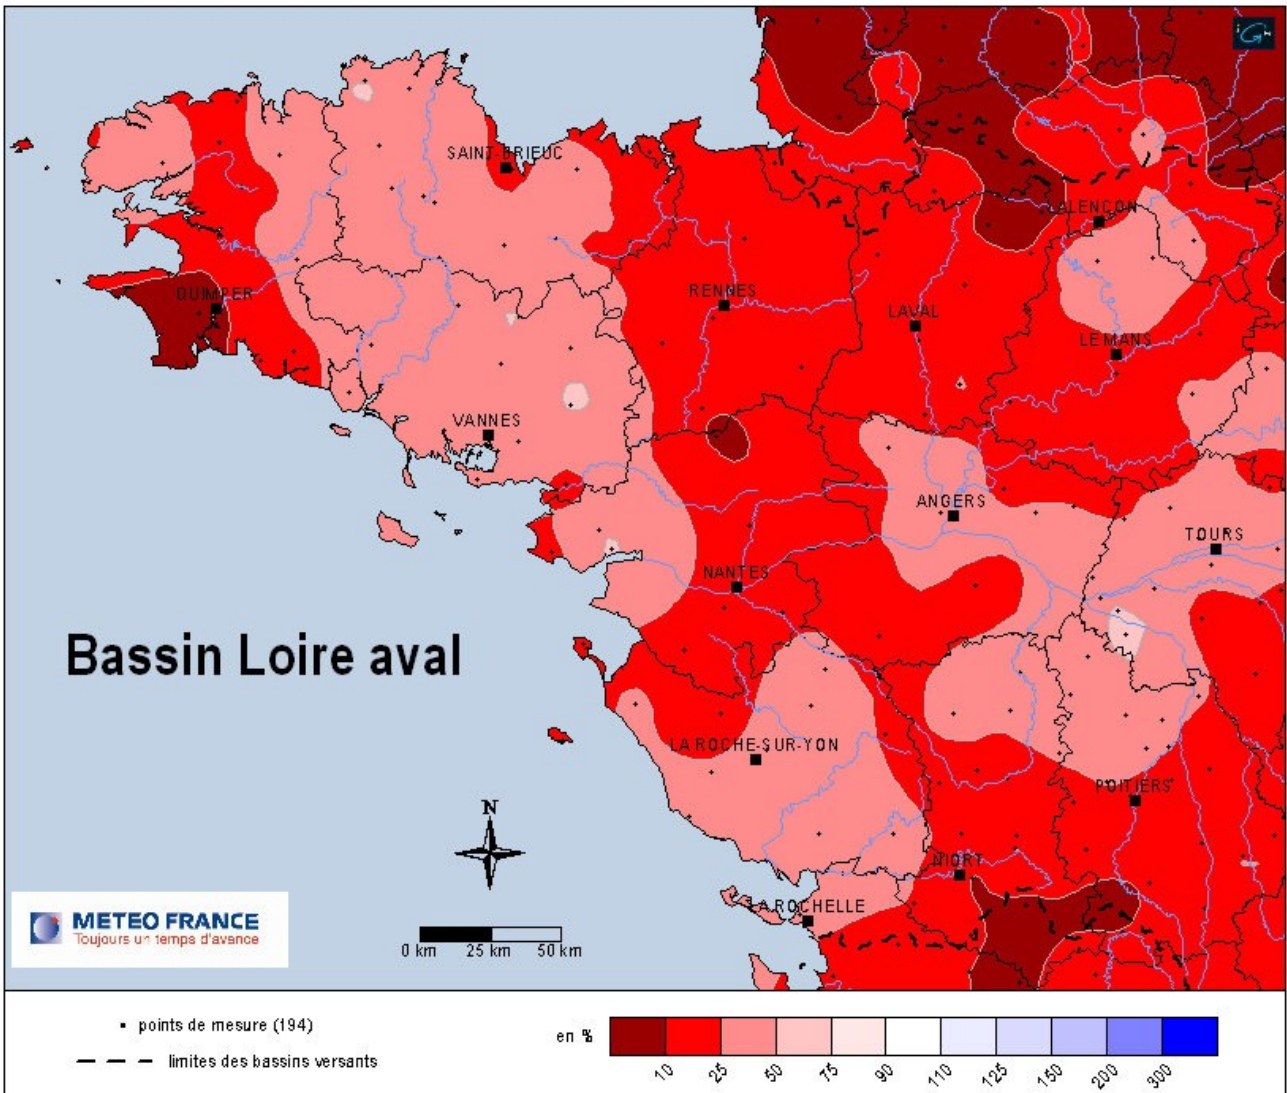 SAINT-BRIEUC
ALENÇON
QUIMPER
RENNES
LAVAL
LE MANS
VANNES
ANGERS
TOURS
NANTES
Bassin Loire aval
LA ROCHE-SUR-YON
POITIERS
N
NIORT
LA ROCHELLE
METEO FRANCE
Toujours un temps d'avance
0 km 25 km 50 km
points de mesure (194)
en %
limites des bassins versants
10 25 50 75 90 110 125 150 200 300